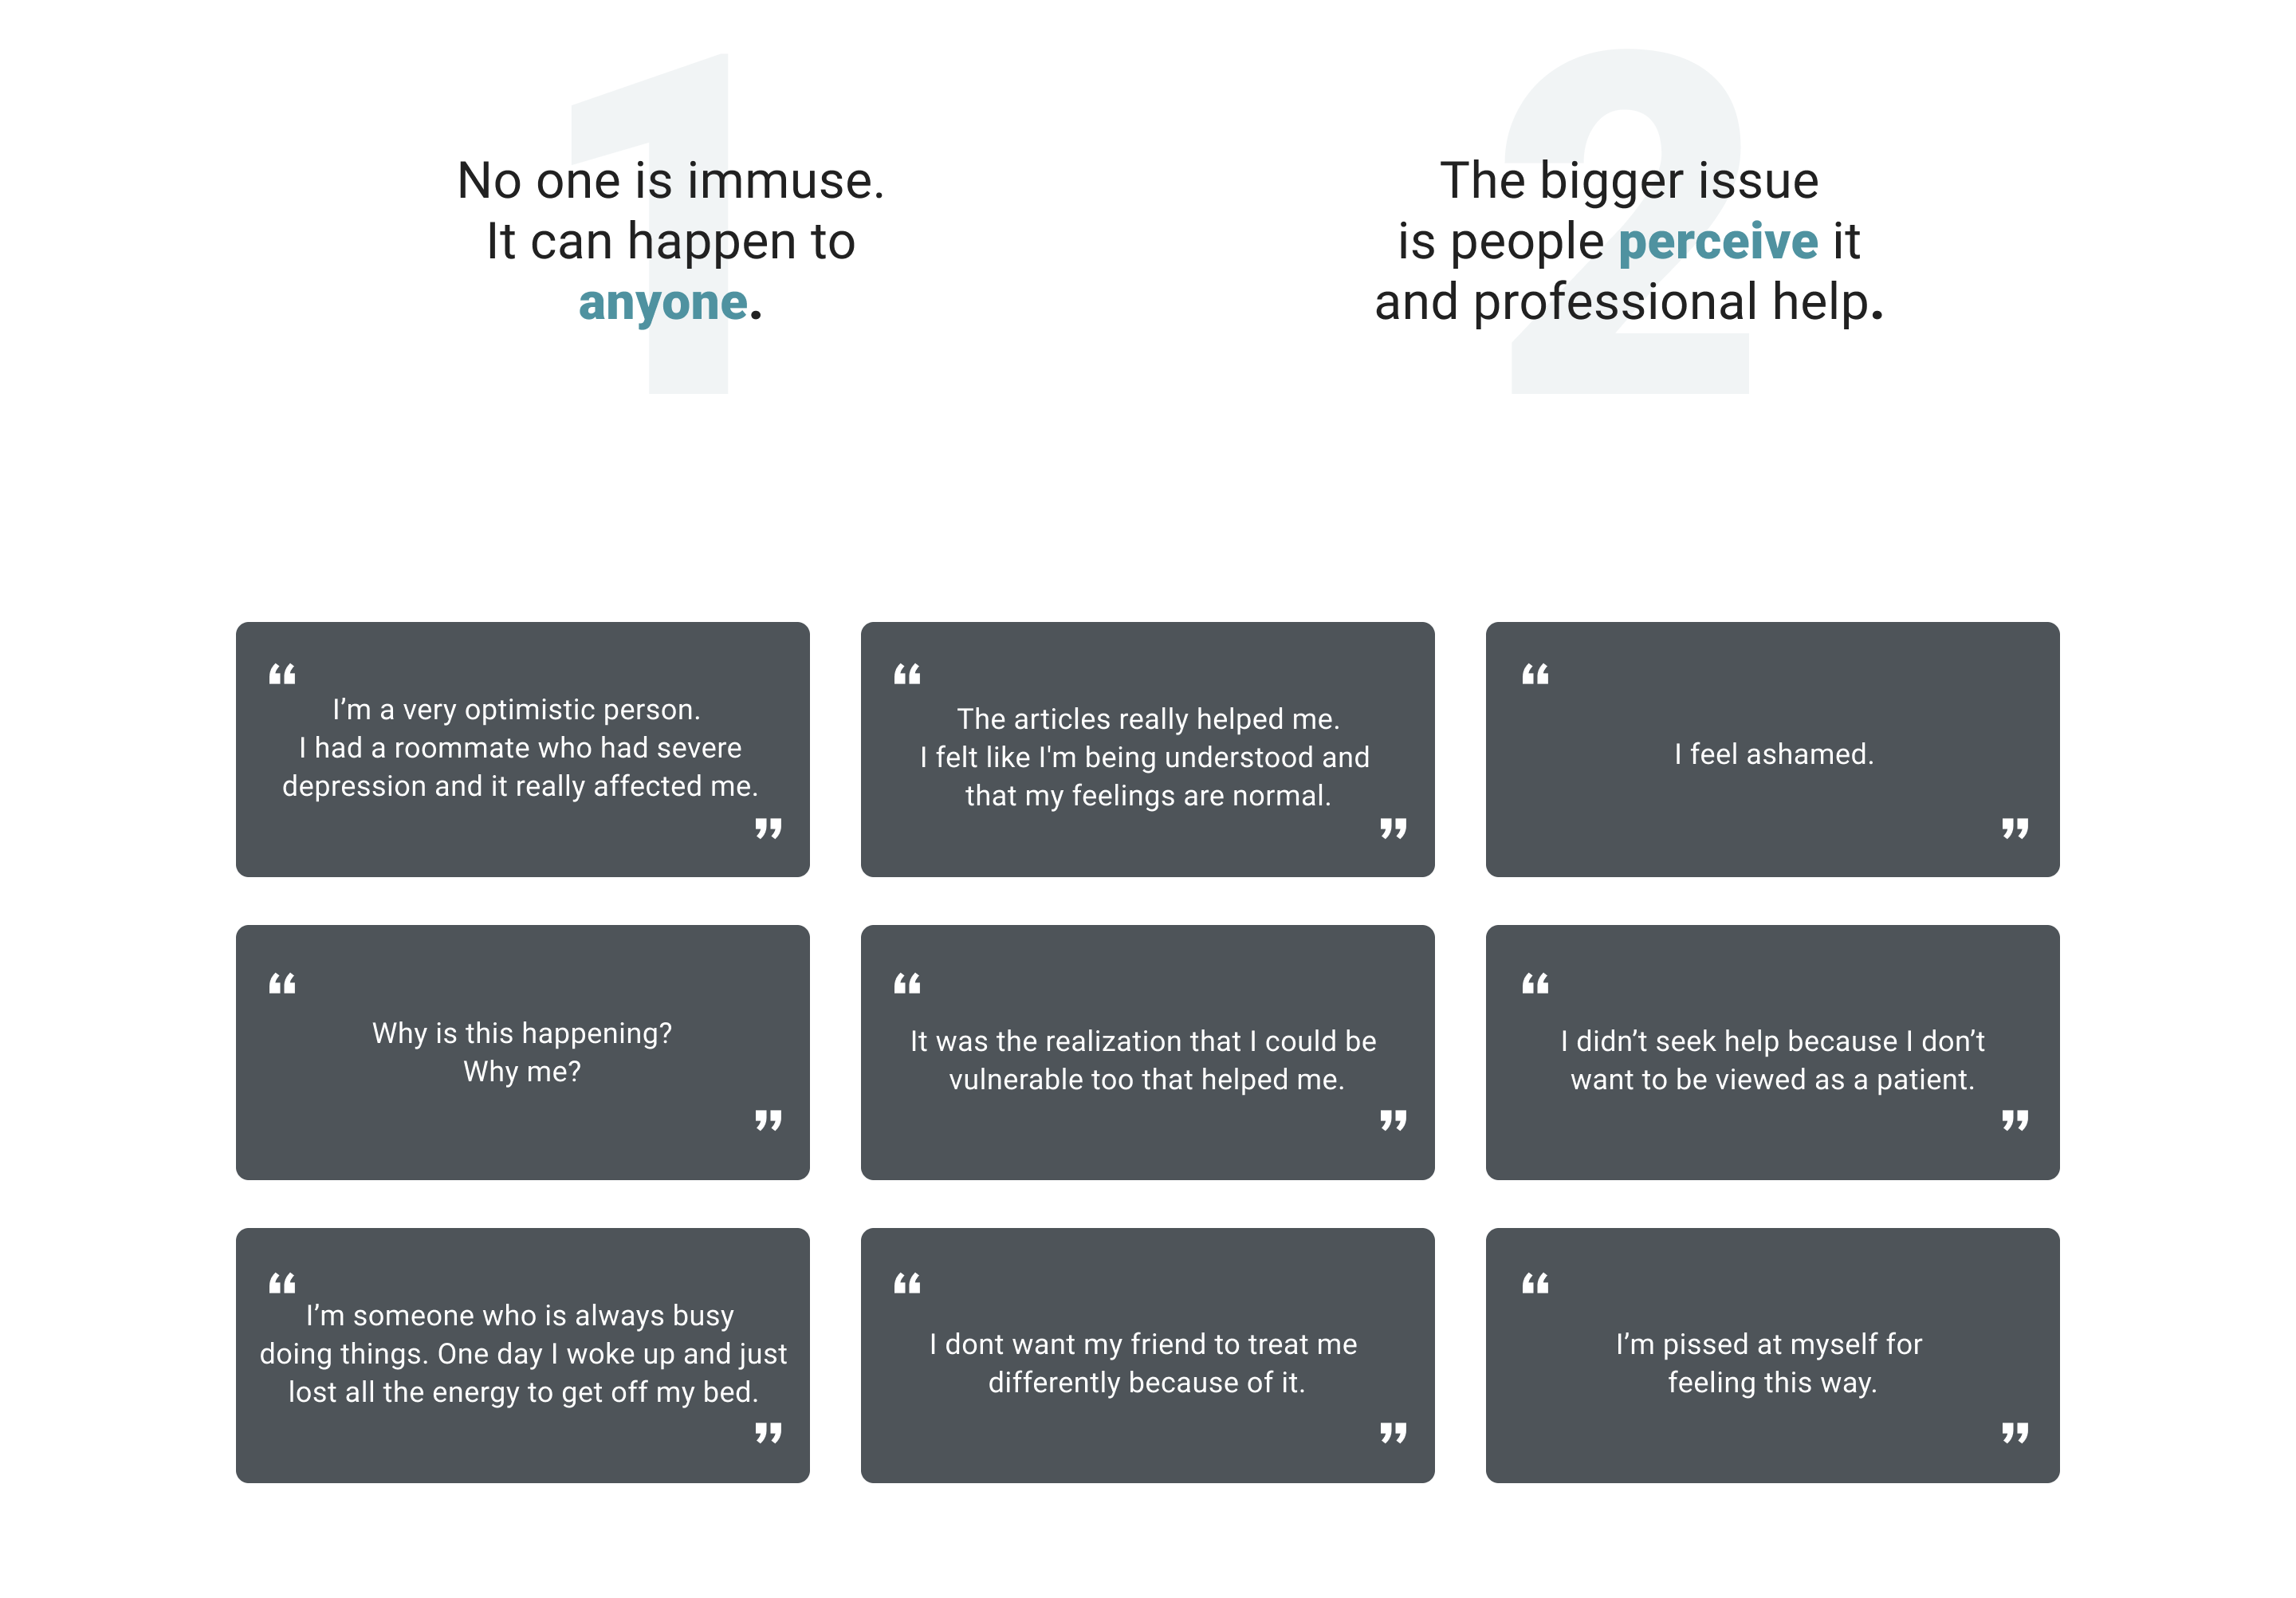 1
No one is immuse.
It can happen to
anyone.
2
The bigger issue
is people perceive it
and professional help.
“
I’m a very optimistic person.
I had a roommate who had severe
depression and it really affected me.
”
“
The articles really helped me.
I felt like I'm being understood and
that my feelings are normal.
”
“
I feel ashamed.
”
“
Why is this happening?
Why me?
”
“
It was the realization that I could be
vulnerable too that helped me.
”
“
I didn’t seek help because I don’t
want to be viewed as a patient.
”
“
I’m someone who is always busy
doing things. One day I woke up and just
lost all the energy to get off my bed.
”
“
I dont want my friend to treat me
differently because of it.
”
“
I’m pissed at myself for
feeling this way.
”